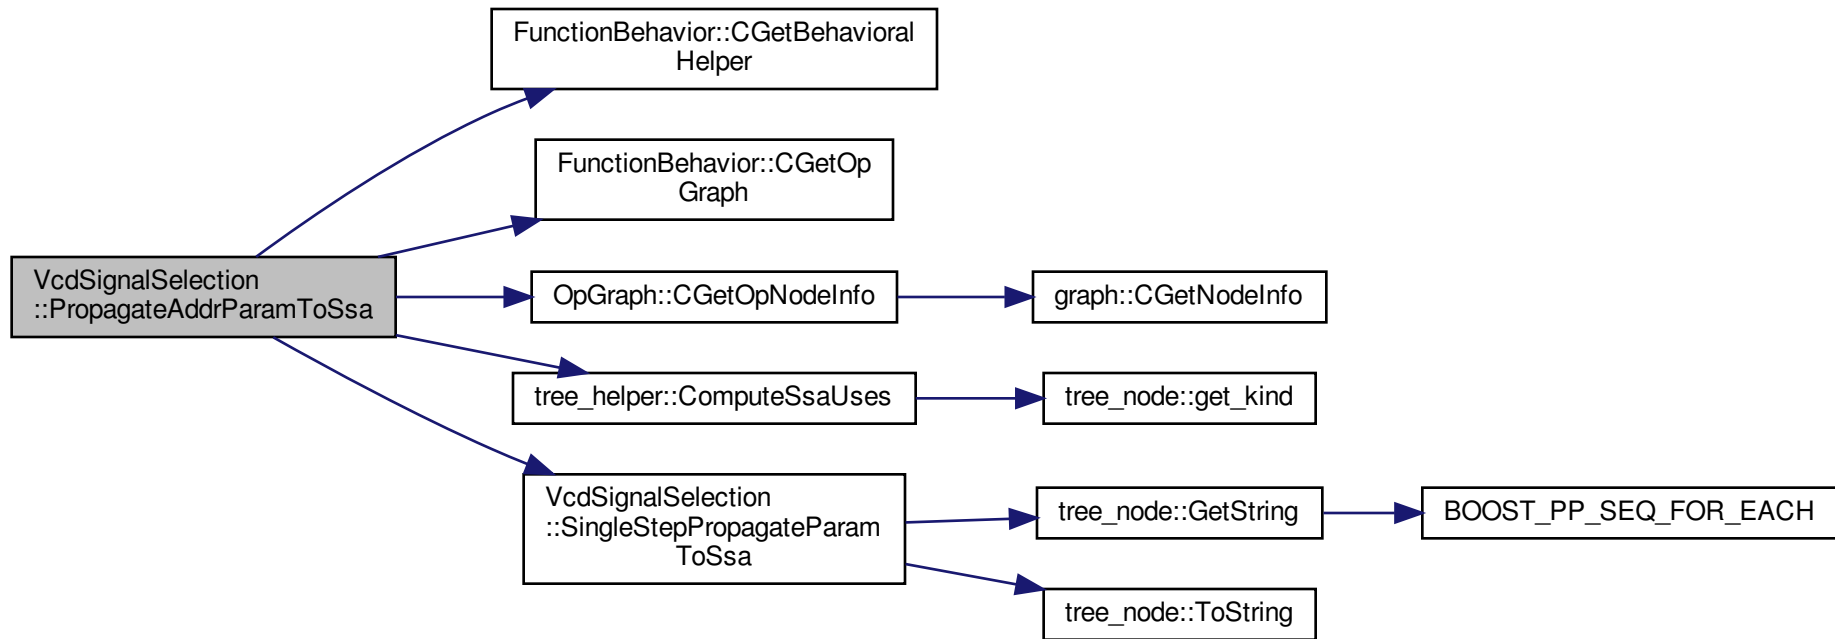 FunctionBehavior::CGetBehavioral
Helper
FunctionBehavior::CGetOp
Graph
VcdSignalSelection
::PropagateAddrParamToSsa
OpGraph::CGetOpNodeInfo
graph::CGetNodeInfo
tree_helper::ComputeSsaUses
tree_node::get_kind
VcdSignalSelection
::SingleStepPropagateParam
ToSsa
tree_node::GetString
BOOST_PP_SEQ_FOR_EACH
tree_node::ToString